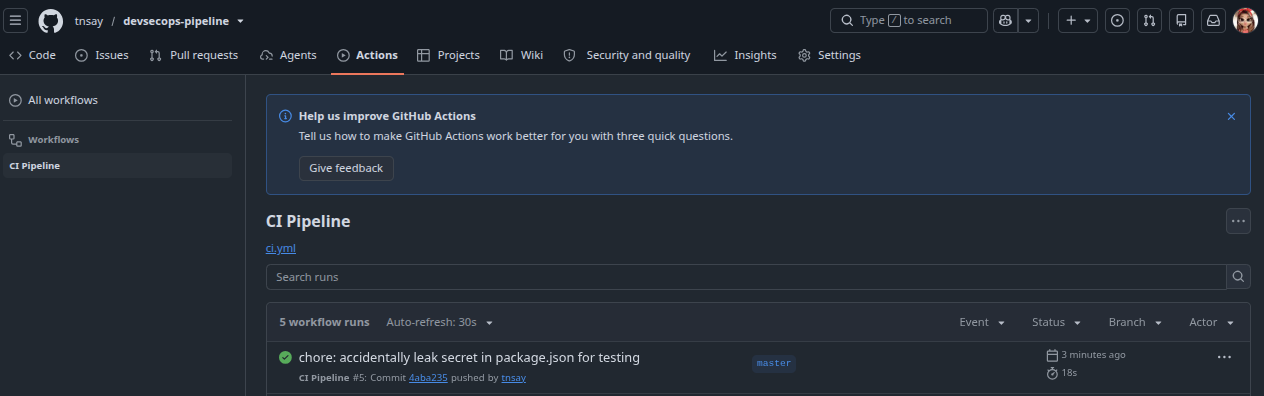 tnsay / devsecops-pipeline
Type / to search
Code
Issues
Pull requests
Agents
Actions
Projects
Wiki
Security and quality
Insights
Settings
All workflows
Workflows
CI Pipeline
Help us improve GitHub Actions
Tell us how to make GitHub Actions work better for you with three quick questions.
Give feedback
CI Pipeline
ci.yml
Search runs
5 workflow runs
Auto-refresh: 30s
Event
Status
Branch
Actor
chore: accidentally leak secret in package.json for testing
CI Pipeline #5: Commit 4aba235 pushed by tnsay
master
3 minutes ago
18s